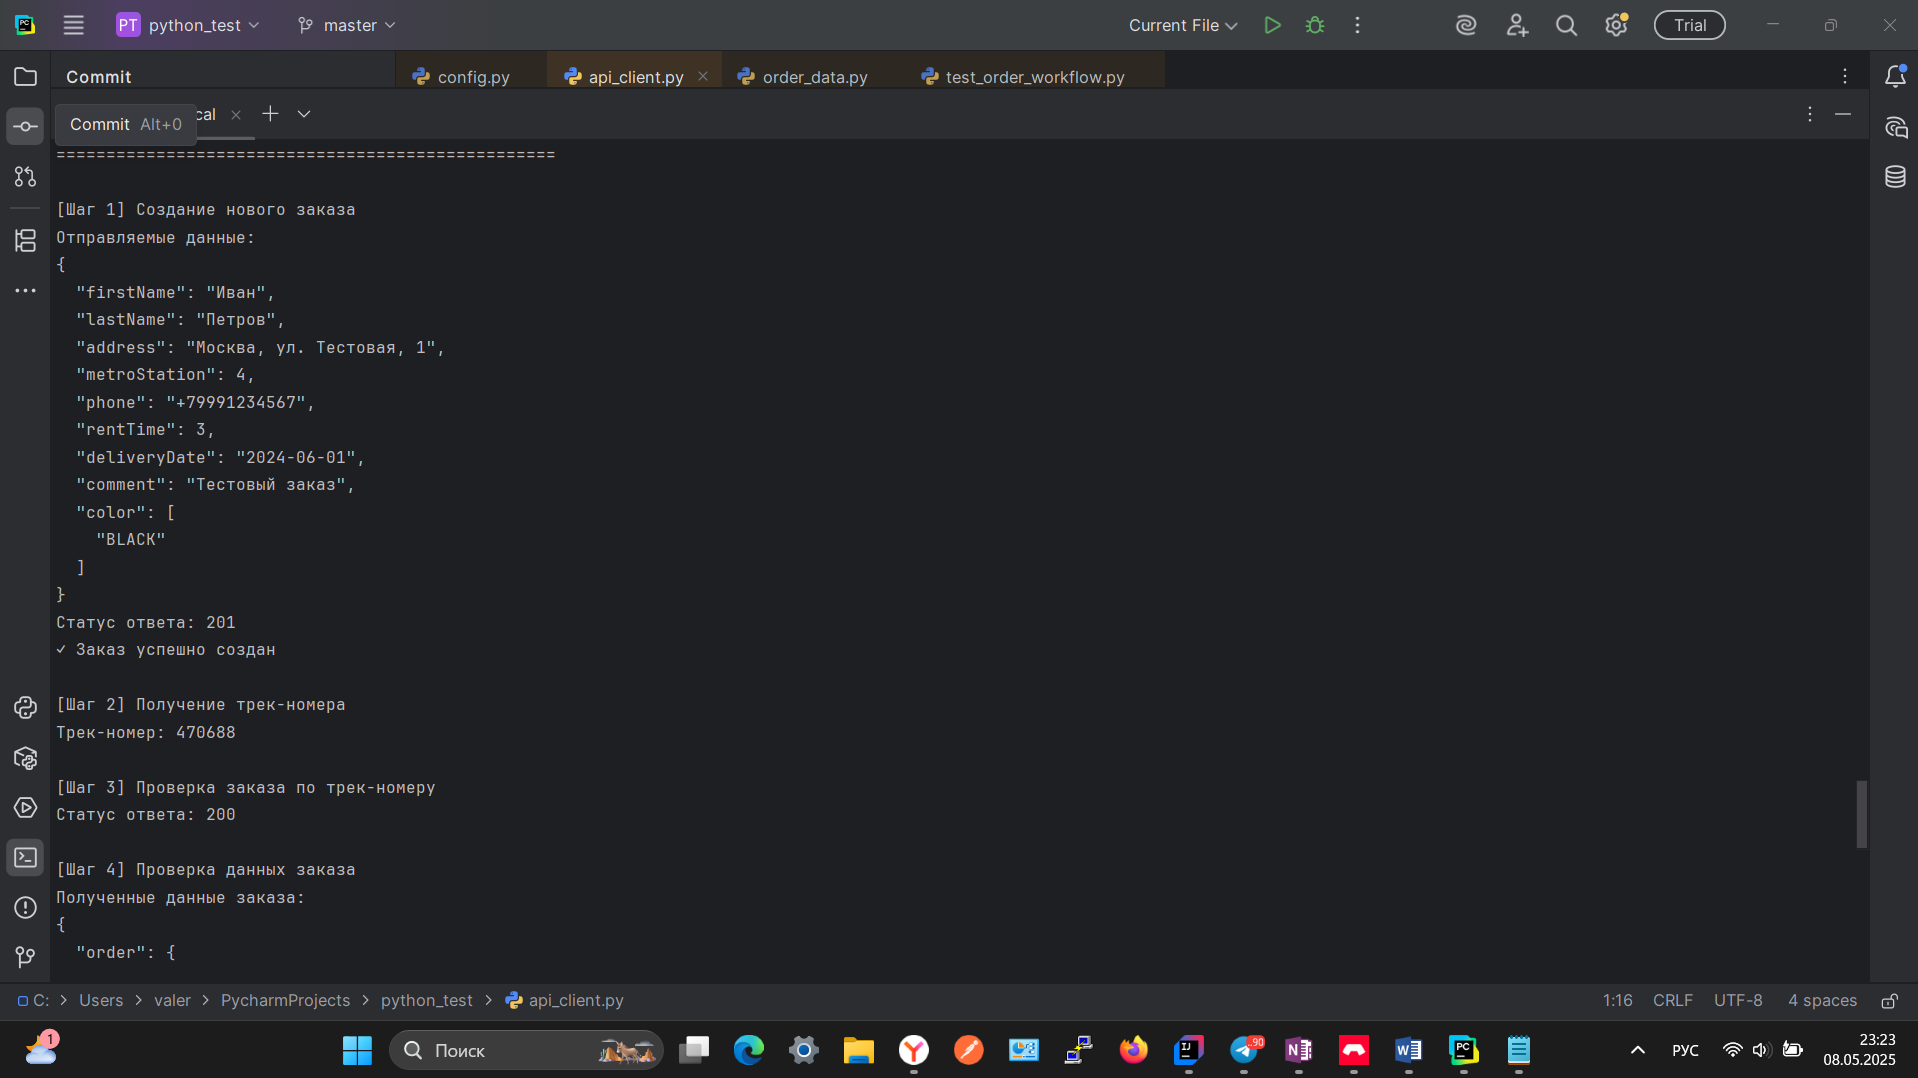 PT python_test master Current File Trial
Commit config.py api_client.py order_data.py test_order_workflow.py
Commit Alt+0 cal
==================================================
[Шаг 1] Создание нового заказа
Отправляемые данные:
{
"firstName": "Иван",
"lastName": "Петров",
"address": "Москва, ул. Тестовая, 1",
"metroStation": 4,
"phone": "+79991234567",
"rentTime": 3,
"deliveryDate": "2024-06-01",
"comment": "Тестовый заказ",
"color": [
"BLACK"
]
}
Статус ответа: 201
✓ Заказ успешно создан
[Шаг 2] Получение трек-номера
Трек-номер: 470688
[Шаг 3] Проверка заказа по трек-номеру
Статус ответа: 200
[Шаг 4] Проверка данных заказа
Полученные данные заказа:
{
"order": {
C: > Users > valer > PycharmProjects > python_test > api_client.py 1:16 CRLF UTF-8 4 spaces
1 Поиск 90 РУС 23:23
08.05.2025